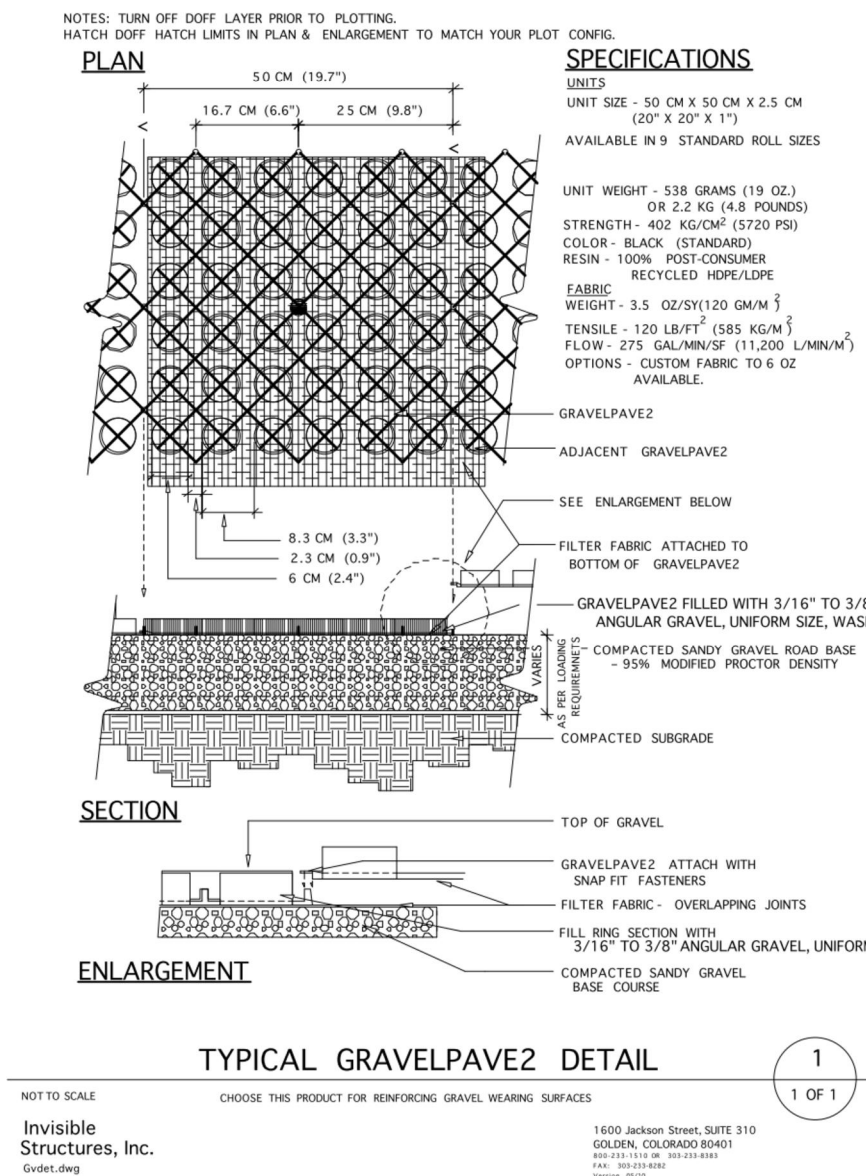 NOTES: TURN OFF DOFF LAYER PRIOR TO PLOTTING.
HATCH DOFF HATCH LIMITS IN PLAN & ENLARGEMENT TO MATCH YOUR PLOT CONFIG.
PLAN
50 CM (19.7")
16.7 CM (6.6")
25 CM (9.8")
SPECIFICATIONS
UNITS
UNIT SIZE - 50 CM X 50 CM X 2.5 CM
(20" X 20" X 1")
AVAILABLE IN 9 STANDARD ROLL SIZES
UNIT WEIGHT - 538 GRAMS (19 OZ.)
OR 2.2 KG (4.8 POUNDS)
STRENGTH - 402 KG/CM² (5720 PSI)
COLOR - BLACK (STANDARD)
RESIN - 100% POST-CONSUMER
RECYCLED HDPE/LDPE
FABRIC
WEIGHT - 3.5 OZ/SY(120 GM/M²)
TENSILE - 120 LB/FT² (585 KG/M²)
FLOW - 275 GAL/MIN/SF (11,200 L/MIN/M²)
OPTIONS - CUSTOM FABRIC TO 6 OZ
AVAILABLE.
GRAVELPAVE2
ADJACENT GRAVELPAVE2
SEE ENLARGEMENT BELOW
8.3 CM (3.3")
2.3 CM (0.9")
6 CM (2.4")
FILTER FABRIC ATTACHED TO
BOTTOM OF GRAVELPAVE2
GRAVELPAVE2 FILLED WITH 3/16" TO 3/8
ANGULAR GRAVEL, UNIFORM SIZE, WAS
COMPACTED SANDY GRAVEL ROAD BASE
- 95% MODIFIED PROCTOR DENSITY
VARIES
AS PER LOADING
REQUIREMNETS
COMPACTED SUBGRADE
SECTION
TOP OF GRAVEL
GRAVELPAVE2 ATTACH WITH
SNAP FIT FASTENERS
FILTER FABRIC - OVERLAPPING JOINTS
FILL RING SECTION WITH
3/16" TO 3/8" ANGULAR GRAVEL, UNIFOR
ENLARGEMENT
COMPACTED SANDY GRAVEL
BASE COURSE
TYPICAL GRAVELPAVE2 DETAIL
1
1 OF 1
NOT TO SCALE
CHOOSE THIS PRODUCT FOR REINFORCING GRAVEL WEARING SURFACES
Invisible
Structures, Inc.
Gvdet.dwg
1600 Jackson Street, SUITE 310
GOLDEN, COLORADO 80401
800-233-1510 OR 303-233-8383
FAX: 303-233-8282